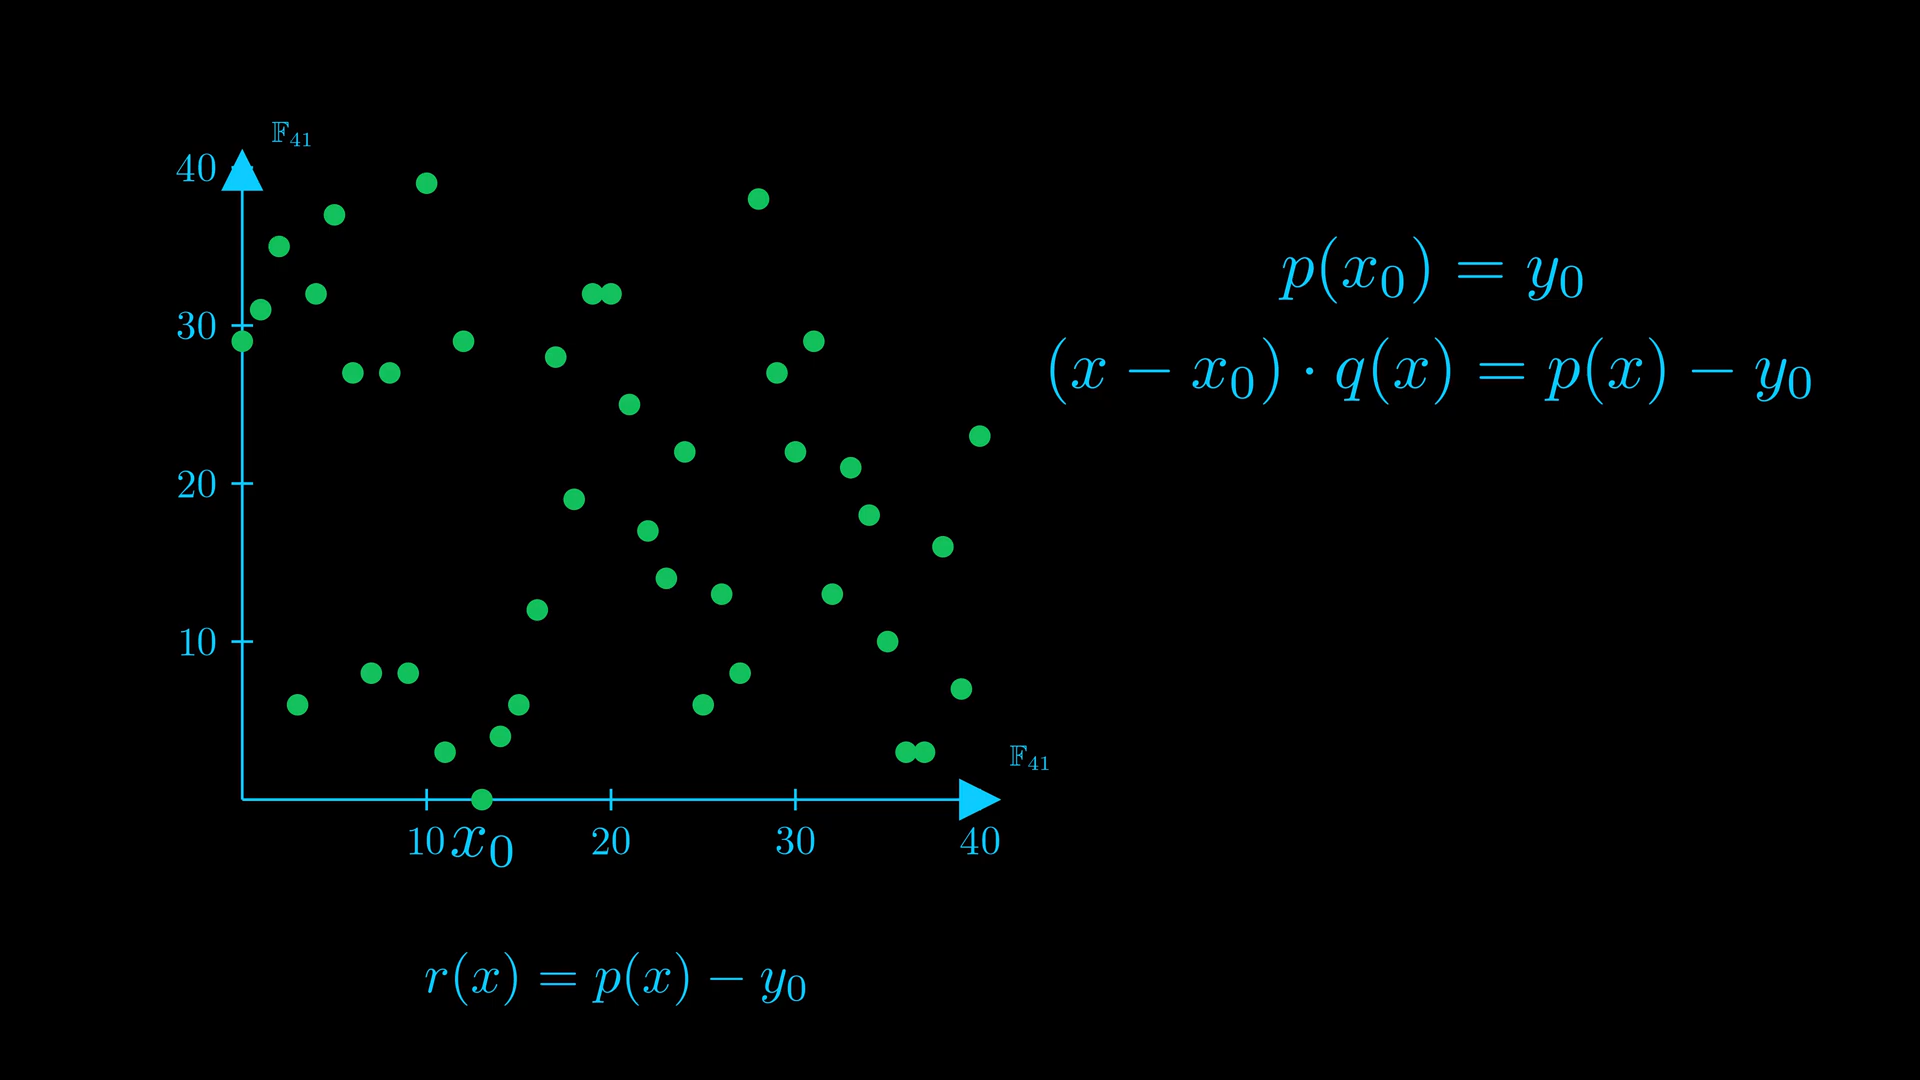 𝔽₄₁
40
30
20
10
𝔽₄₁
10 x₀ 20 30 40
r(x) = p(x) − y₀
p(x₀) = y₀
(x − x₀) · q(x) = p(x) − y₀